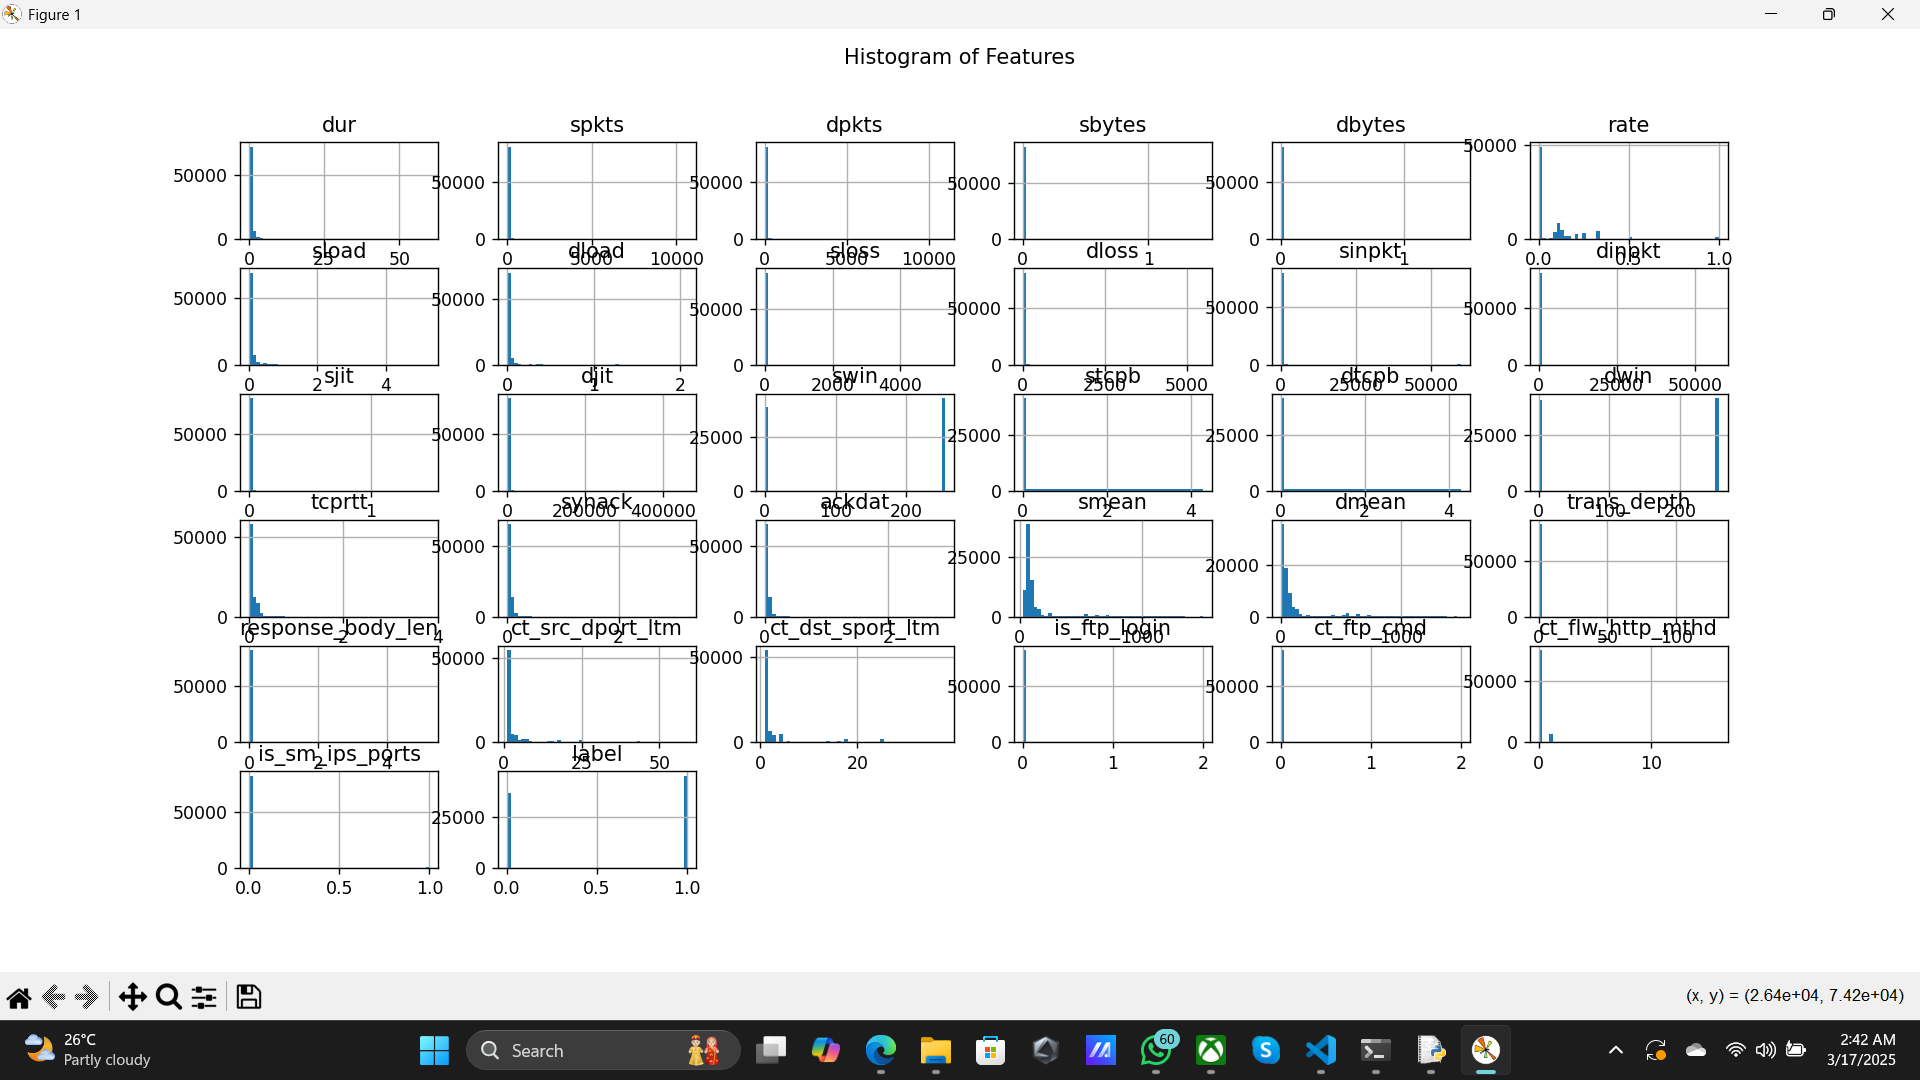 Figure 1
Histogram of Features
dur spkts dpkts sbytes dbytes rate
50000 50000 50000 50000 50000 50000
0 0 0 0 0 0
0 25 50 0 5000 10000 0 5000 10000 0 1 0 1 0.0 0.5 1.0
sload dload sloss dloss sinpkt dinpkt
50000 50000 50000 50000 50000 50000
0 0 0 0 0 0
0 2 4 0 1 2 0 2000 4000 0 2500 5000 0 25000 50000 0 25000 50000
sjit djit swin stcpb dtcpb dwin
50000 50000 25000 25000 25000 25000
0 0 0 0 0 0
0 1 0 200000 400000 0 100 200 0 2 4 0 2 4 0 100 200
tcprtt synack ackdat smean dmean trans_depth
50000 50000 50000 25000 20000 50000
0 0 0 0 0 0
0 2 4 0 2 0 2 0 1000 0 1000 0 50 100
response_body_len ct_src_dport_ltm ct_dst_sport_ltm is_ftp_login ct_ftp_cmd ct_flw_http_mthd
50000 50000 50000 50000 50000 50000
0 0 0 0 0 0
0 2 4 0 25 50 0 20 0 1 2 0 1 2 0 10
is_sm_ips_ports label
50000 25000
0 0
0.0 0.5 1.0 0.0 0.5 1.0
(x, y) = (2.64e+04, 7.42e+04)
26°C
Partly cloudy
Search
60
2:42 AM
3/17/2025